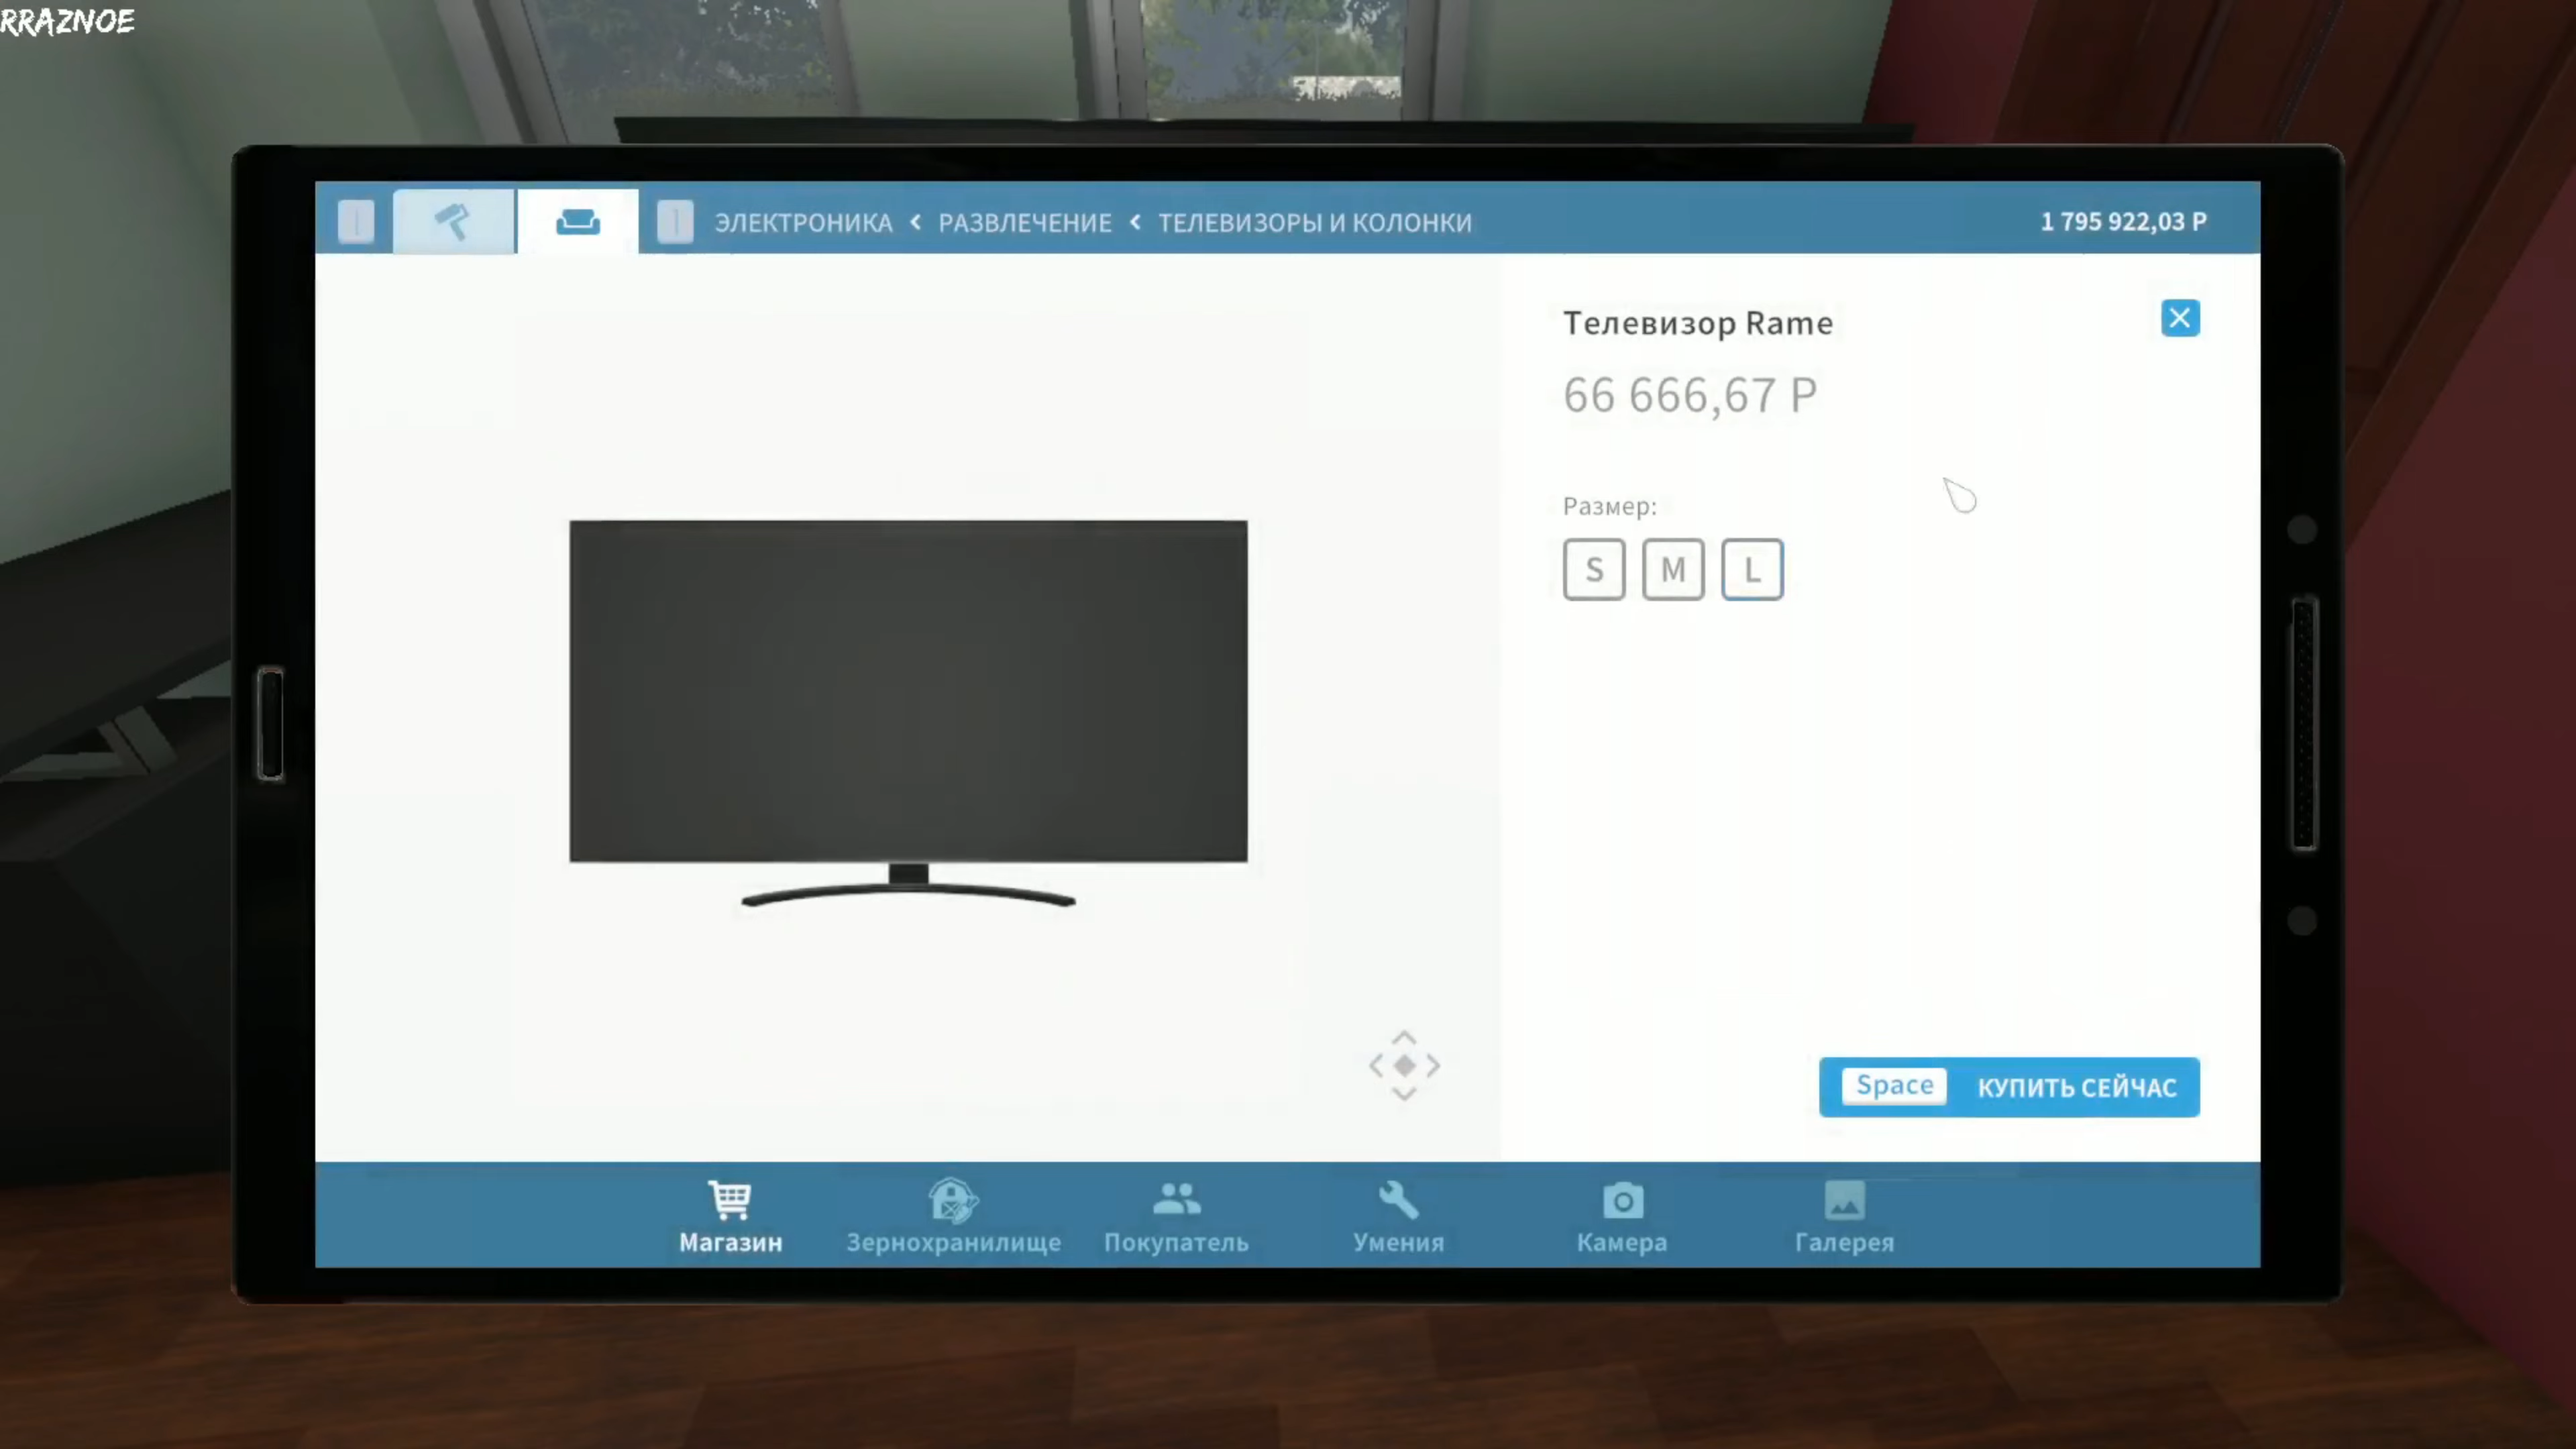 RRAZNOE
ЭЛЕКТРОНИКА < РАЗВЛЕЧЕНИЕ < ТЕЛЕВИЗОРЫ И КОЛОНКИ
1 795 922,03 Р
Телевизор Rame
66 666,67 Р
Размер:
S M L
Space КУПИТЬ СЕЙЧАС
Магазин Зернохранилище Покупатель Умения Камера Галерея